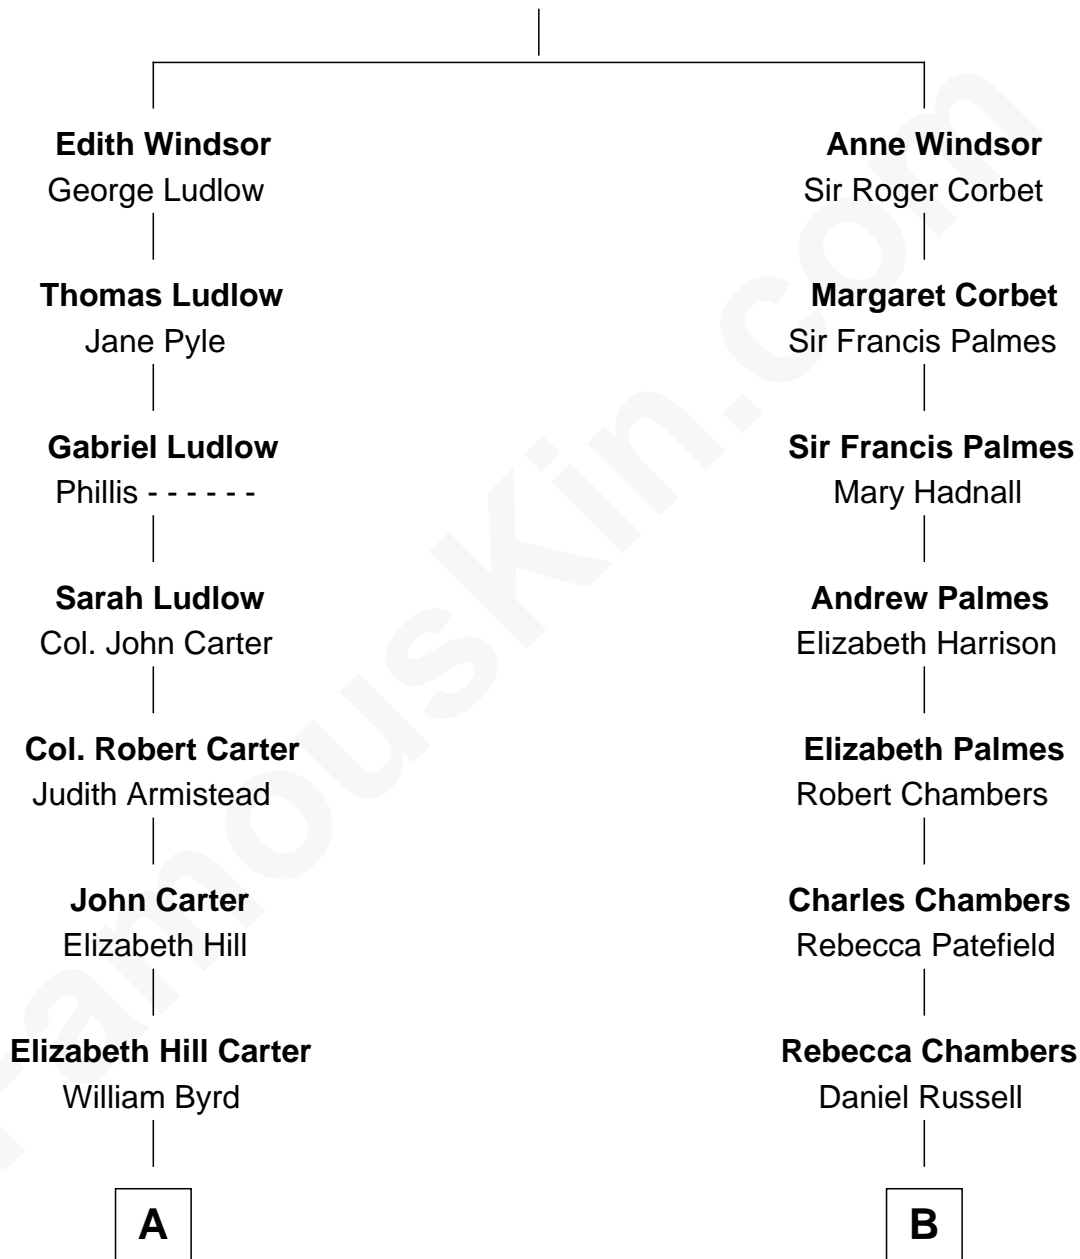 Edith Windsor
George Ludlow
Thomas Ludlow
Jane Pyle
Gabriel Ludlow
Phillis - - - - - -
Sarah Ludlow
Col. John Carter
Col. Robert Carter
Judith Armistead
John Carter
Elizabeth Hill
Elizabeth Hill Carter
William Byrd
A
Anne Windsor
Sir Roger Corbet
Margaret Corbet
Sir Francis Palmes
Sir Francis Palmes
Mary Hadnall
Andrew Palmes
Elizabeth Harrison
Elizabeth Palmes
Robert Chambers
Charles Chambers
Rebecca Patefield
Rebecca Chambers
Daniel Russell
B
FamousKin.com